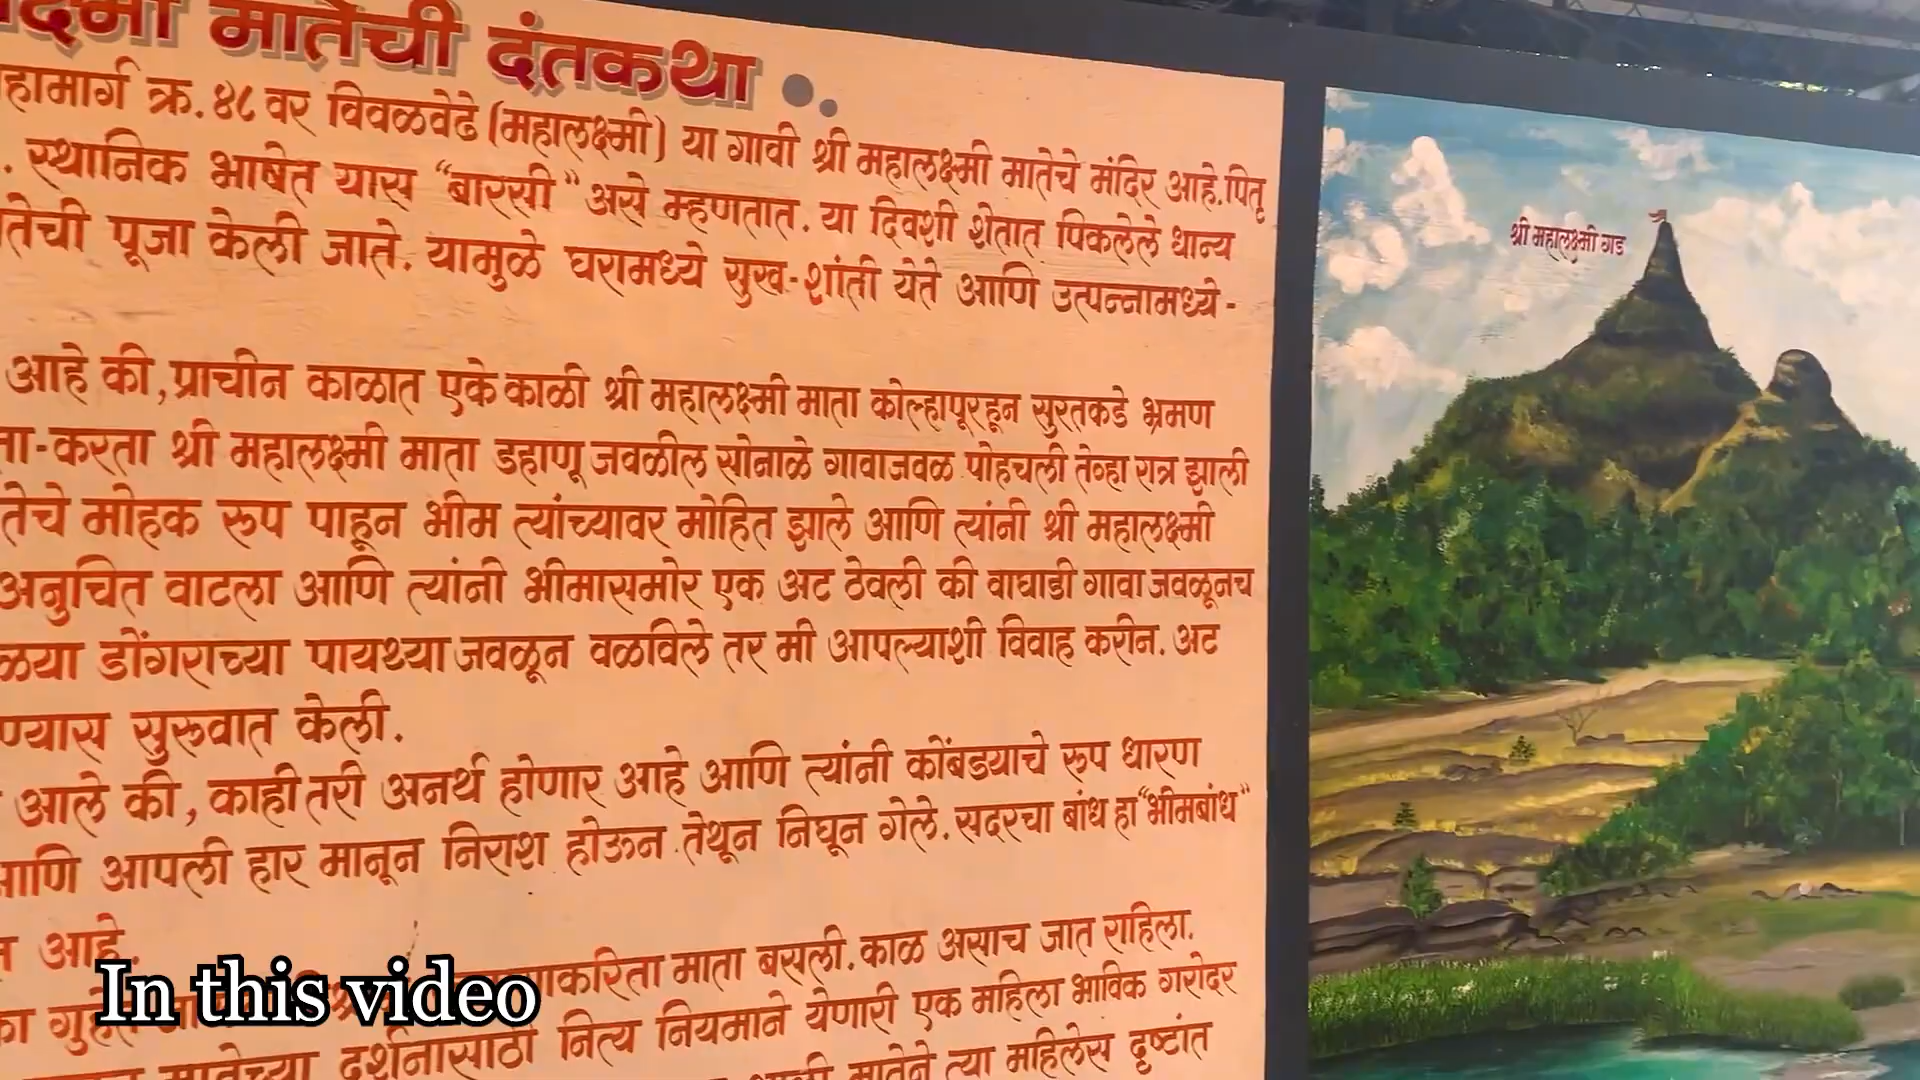 मातेची दंतकथा ..
हामार्ग क्र. ४८ वर विवळवेढे (महालक्ष्मी) या गावी श्री महालक्ष्मी मातेचे मंदिर आहे. पितृ
. स्थानिक भाषेत यास “बारसी” असे म्हणतात. या दिवशी शेतात पिकलेले धान्य
तेची पूजा केली जाते. यामुळे घरामध्ये सुख-शांती येते आणि उत्पन्नामध्ये-
आहे की, प्राचीन काळात एके काळी श्री महालक्ष्मी माता कोल्हापूरहून सुरतकडे भ्रमण
ता-करता श्री महालक्ष्मी माता डहाणू जवळील सोनाळे गावाजवळ पोहचली तेव्हा रात्र झाली
तेचे मोहक रूप पाहून भीम त्यांच्यावर मोहित झाले आणि त्यांनी श्री महालक्ष्मी
अनुचित वाटला आणि त्यांनी भीमासमोर एक अट ठेवली की वाघाडी गावा जवळूनच
ळया डोंगराच्या पायथ्या जवळून वळविले तर मी आपल्याशी विवाह करीन. अट
ण्यास सुरूवात केली.
आले की, काही तरी अनर्थ होणार आहे आणि त्यांनी कोंबडयाचे रूप धारण
आणि आपली हार मानून निराश होऊन तेथून निघून गेले. सदरचा बांध हा “भीमबांध”
आहे.
माता बसली. काळ असाच जात राहिला.
दर्शनासाठी नित्य नियमाने येणारी एक महिला भाविक गरोदर
मातेने त्या महिलेस दृष्टांत
श्री महालक्ष्मी गड
In this video